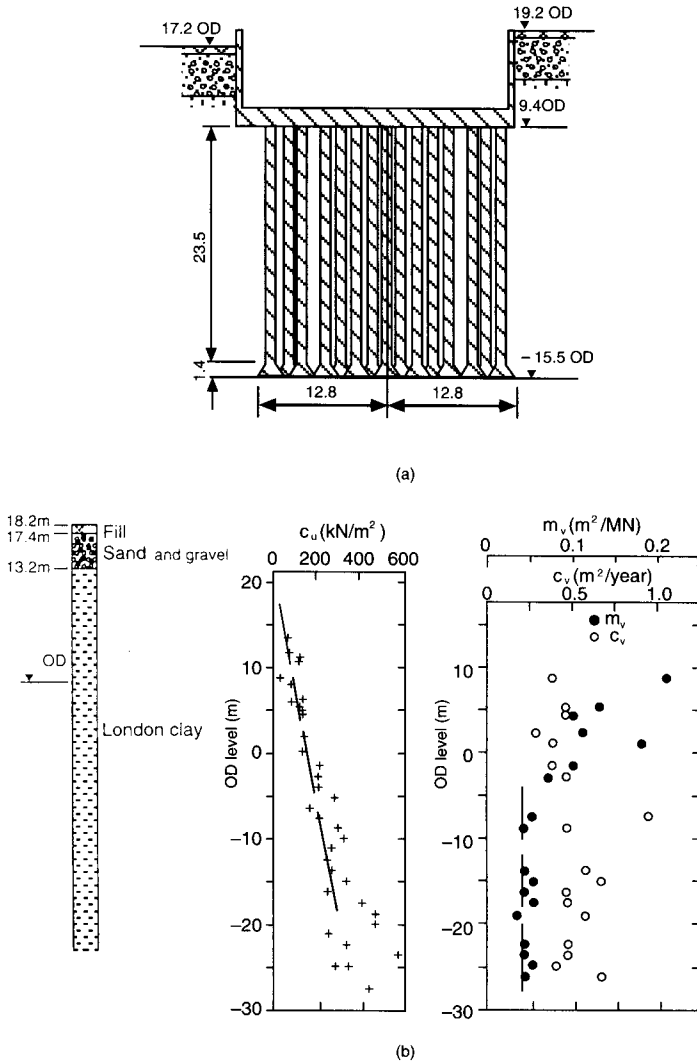 17.2 OD
19.2 OD
9.4OD
23.5
1.4
−15.5 OD
12.8
12.8
(a)
18.2m
17.4m
13.2m
Fill
Sand and gravel
OD
London clay
c_u(kN/m²)
0
200
400
600
20
10
0
−10
−20
−30
OD level (m)
m_v(m²/MN)
0
0.1
0.2
c_v(m²/year)
0
0.5
1.0
m_v
c_v
10
0
−10
−20
−30
OD level (m)
(b)